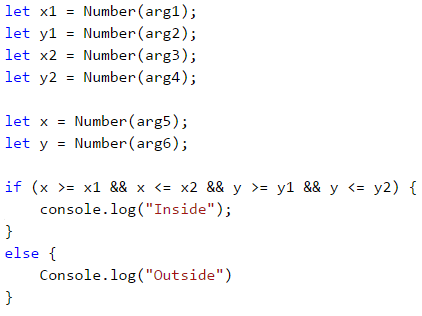 let x1 = Number(arg1);
let y1 = Number(arg2);
let x2 = Number(arg3);
let y2 = Number(arg4);

let x = Number(arg5);
let y = Number(arg6);

if (x >= x1 && x <= x2 && y >= y1 && y <= y2) {
    console.log("Inside");
}
else {
    Console.log("Outside")
}